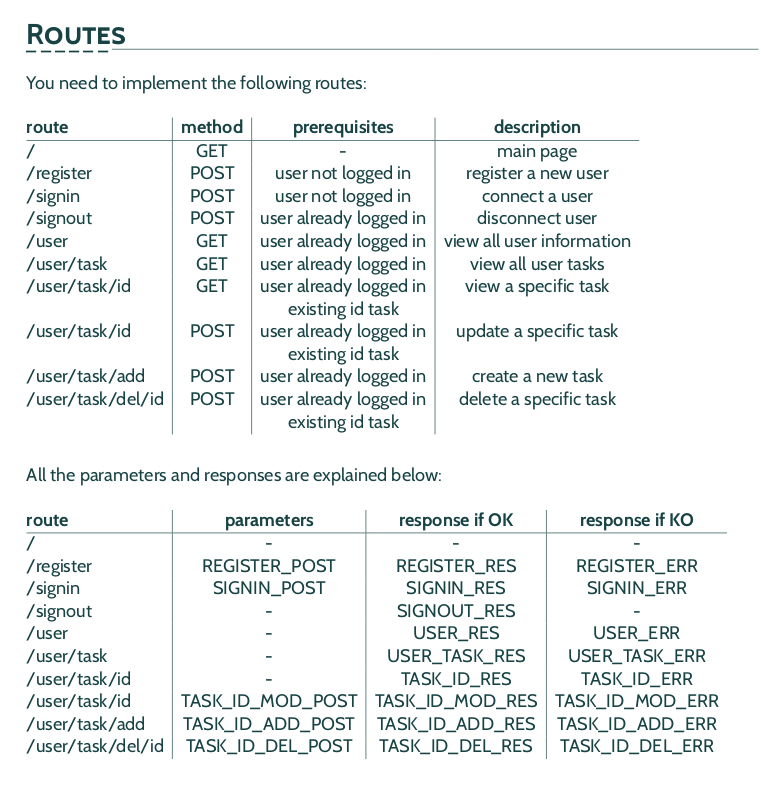 ROUTES
You need to implement the following routes:
route method prerequisites description
/ GET - main page
/register POST user not logged in register a new user
/signin POST user not logged in connect a user
/signout POST user already logged in disconnect user
/user GET user already logged in view all user information
/user/task GET user already logged in view all user tasks
/user/task/id GET user already logged in view a specific task
existing id task
/user/task/id POST user already logged in update a specific task
existing id task
/user/task/add POST user already logged in create a new task
/user/task/del/id POST user already logged in delete a specific task
existing id task
All the parameters and responses are explained below:
route parameters response if OK response if KO
/ - - -
/register REGISTER_POST REGISTER_RES REGISTER_ERR
/signin SIGNIN_POST SIGNIN_RES SIGNIN_ERR
/signout - SIGNOUT_RES -
/user - USER_RES USER_ERR
/user/task - USER_TASK_RES USER_TASK_ERR
/user/task/id - TASK_ID_RES TASK_ID_ERR
/user/task/id TASK_ID_MOD_POST TASK_ID_MOD_RES TASK_ID_MOD_ERR
/user/task/add TASK_ID_ADD_POST TASK_ID_ADD_RES TASK_ID_ADD_ERR
/user/task/del/id TASK_ID_DEL_POST TASK_ID_DEL_RES TASK_ID_DEL_ERR